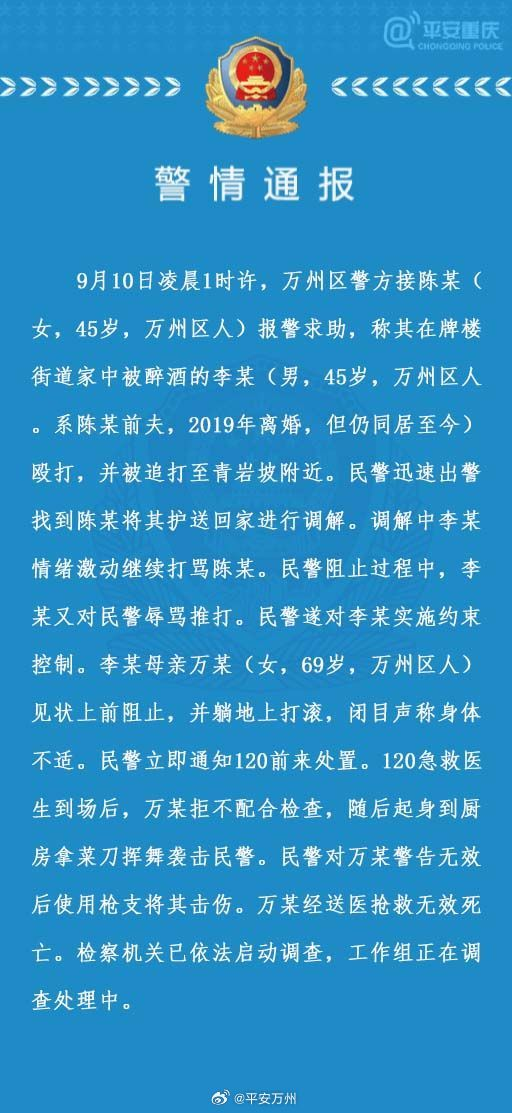 平安重庆
CHONGQING POLICE
警情通报
9月10日凌晨1时许，万州区警方接陈某（
女，45岁，万州区人）报警求助，称其在牌楼
街道家中被醉酒的李某（男，45岁，万州区人
。系陈某前夫，2019年离婚，但仍同居至今）
殴打，并被追打至青岩坡附近。民警迅速出警
找到陈某将其护送回家进行调解。调解中李某
情绪激动继续打骂陈某。民警阻止过程中，李
某又对民警辱骂推打。民警遂对李某实施约束
控制。李某母亲万某（女，69岁，万州区人）
见状上前阻止，并躺地上打滚，闭目声称身体
不适。民警立即通知120前来处置。120急救医
生到场后，万某拒不配合检查，随后起身到厨
房拿菜刀挥舞袭击民警。民警对万某警告无效
后使用枪支将其击伤。万某经送医抢救无效死
亡。检察机关已依法启动调查，工作组正在调
查处理中。
@平安万州